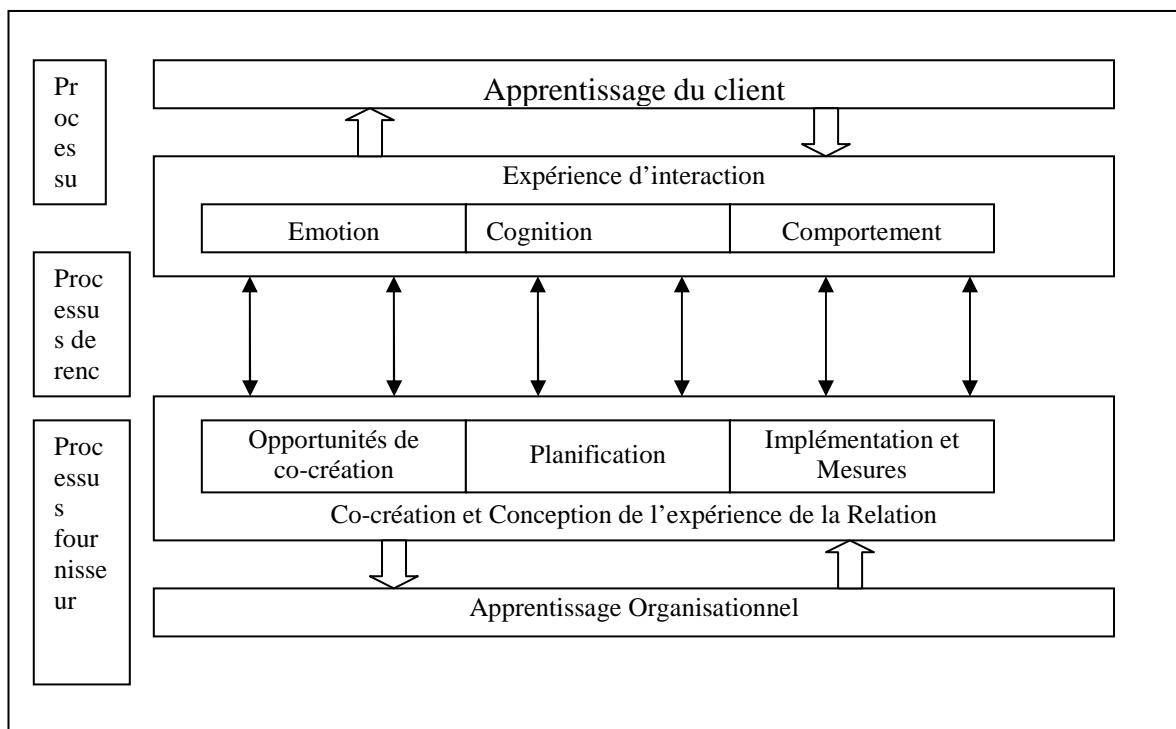 Pr
oc
es
su
Apprentissage du client
Expérience d’interaction
Emotion
Cognition
Comportement
Proc
essu
s de
renc
Proc
essu
s
four
nisse
ur
Opportunités de
co-création
Planification
Implémentation et
Mesures
Co-création et Conception de l’expérience de la Relation
Apprentissage Organisationnel